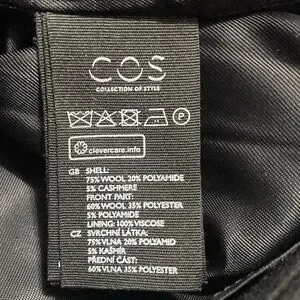 COS
COLLECTION OF STYLE
P
clevercare.info
GB SHELL:
75% WOOL 20% POLYAMIDE
5% CASHMERE
FRONT PART:
60% WOOL 35% POLYESTER
5% POLYAMIDE
LINING: 100% VISCOSE
CZ SVRCHNÍ LÁTKA:
75% VLNA 20% POLYAMID
5% KAŠMÍR
PŘEDNÍ ČÁST:
60% VLNA 35% POLYESTER